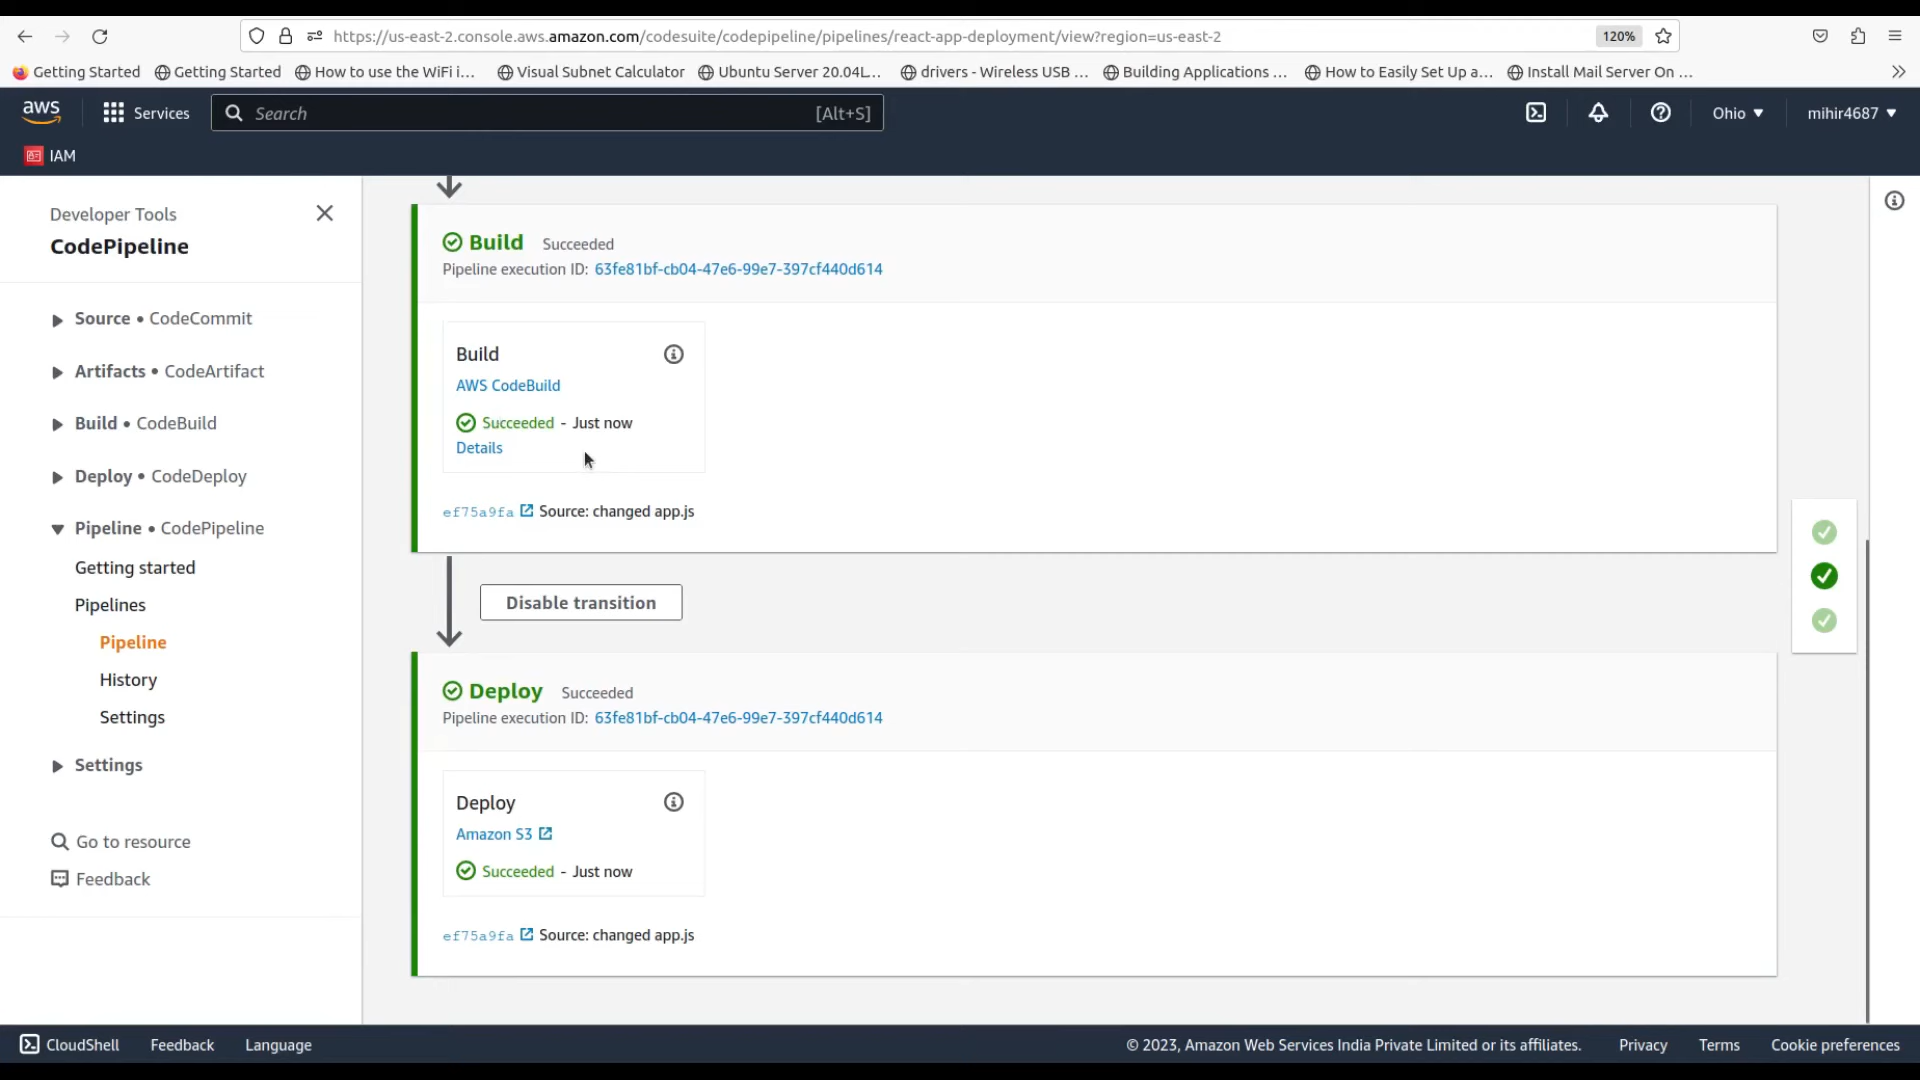 https://us-east-2.console.aws.amazon.com/codesuite/codepipeline/pipelines/react-app-deployment/view?region=us-east-2
120%
Getting Started
Getting Started
How to use the WiFi i...
Visual Subnet Calculator
Ubuntu Server 20.04L...
drivers - Wireless USB ...
Building Applications ...
How to Easily Set Up a...
Install Mail Server On ...
aws
Services
Search
[Alt+S]
Ohio
mihir4687
IAM
Developer Tools
CodePipeline
Source • CodeCommit
Artifacts • CodeArtifact
Build • CodeBuild
Deploy • CodeDeploy
Pipeline • CodePipeline
Getting started
Pipelines
Pipeline
History
Settings
Settings
Go to resource
Feedback
Build Succeeded
Pipeline execution ID: 63fe81bf-cb04-47e6-99e7-397cf440d614
Build
AWS CodeBuild
Succeeded - Just now
Details
ef75a9fa Source: changed app.js
Disable transition
Deploy Succeeded
Pipeline execution ID: 63fe81bf-cb04-47e6-99e7-397cf440d614
Deploy
Amazon S3
Succeeded - Just now
ef75a9fa Source: changed app.js
CloudShell
Feedback
Language
© 2023, Amazon Web Services India Private Limited or its affiliates.
Privacy
Terms
Cookie preferences